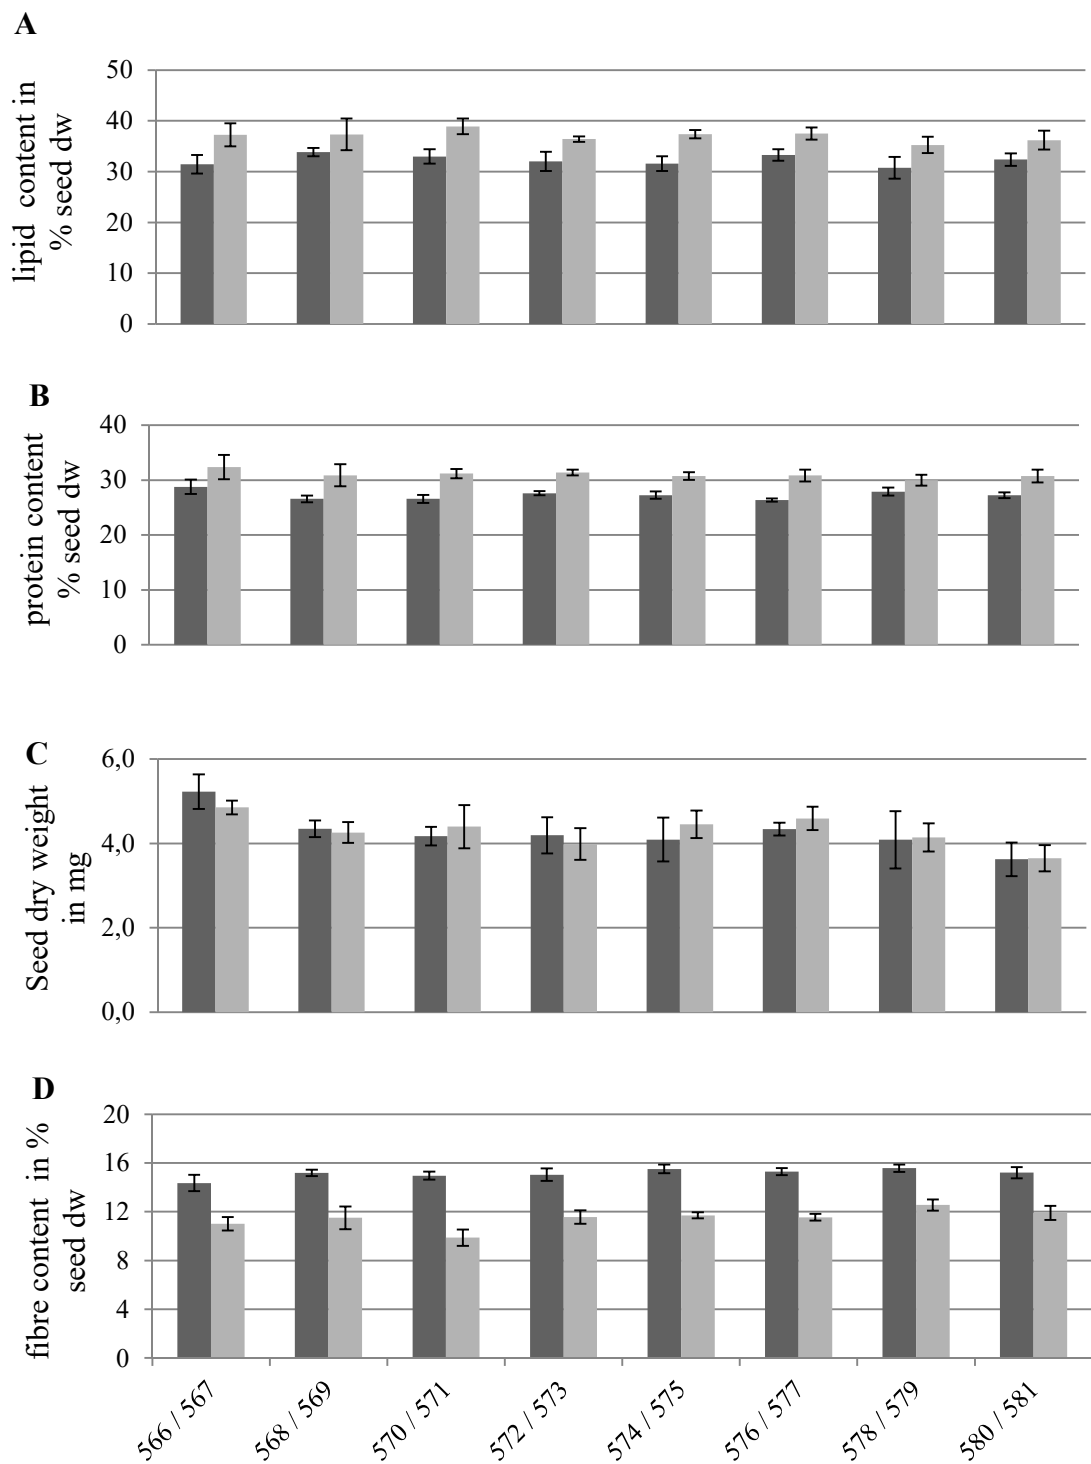 A
lipid content in
% seed dw
50
40
30
20
10
0
B
protein content
% seed dw
40
30
20
10
0
C
Seed dry weight
in mg
6,0
4,0
2,0
0,0
D
fibre content in %
seed dw
20
16
12
8
4
0
566 / 567
568 / 569
570 / 571
572 / 573
574 / 575
576 / 577
578 / 579
580 / 581